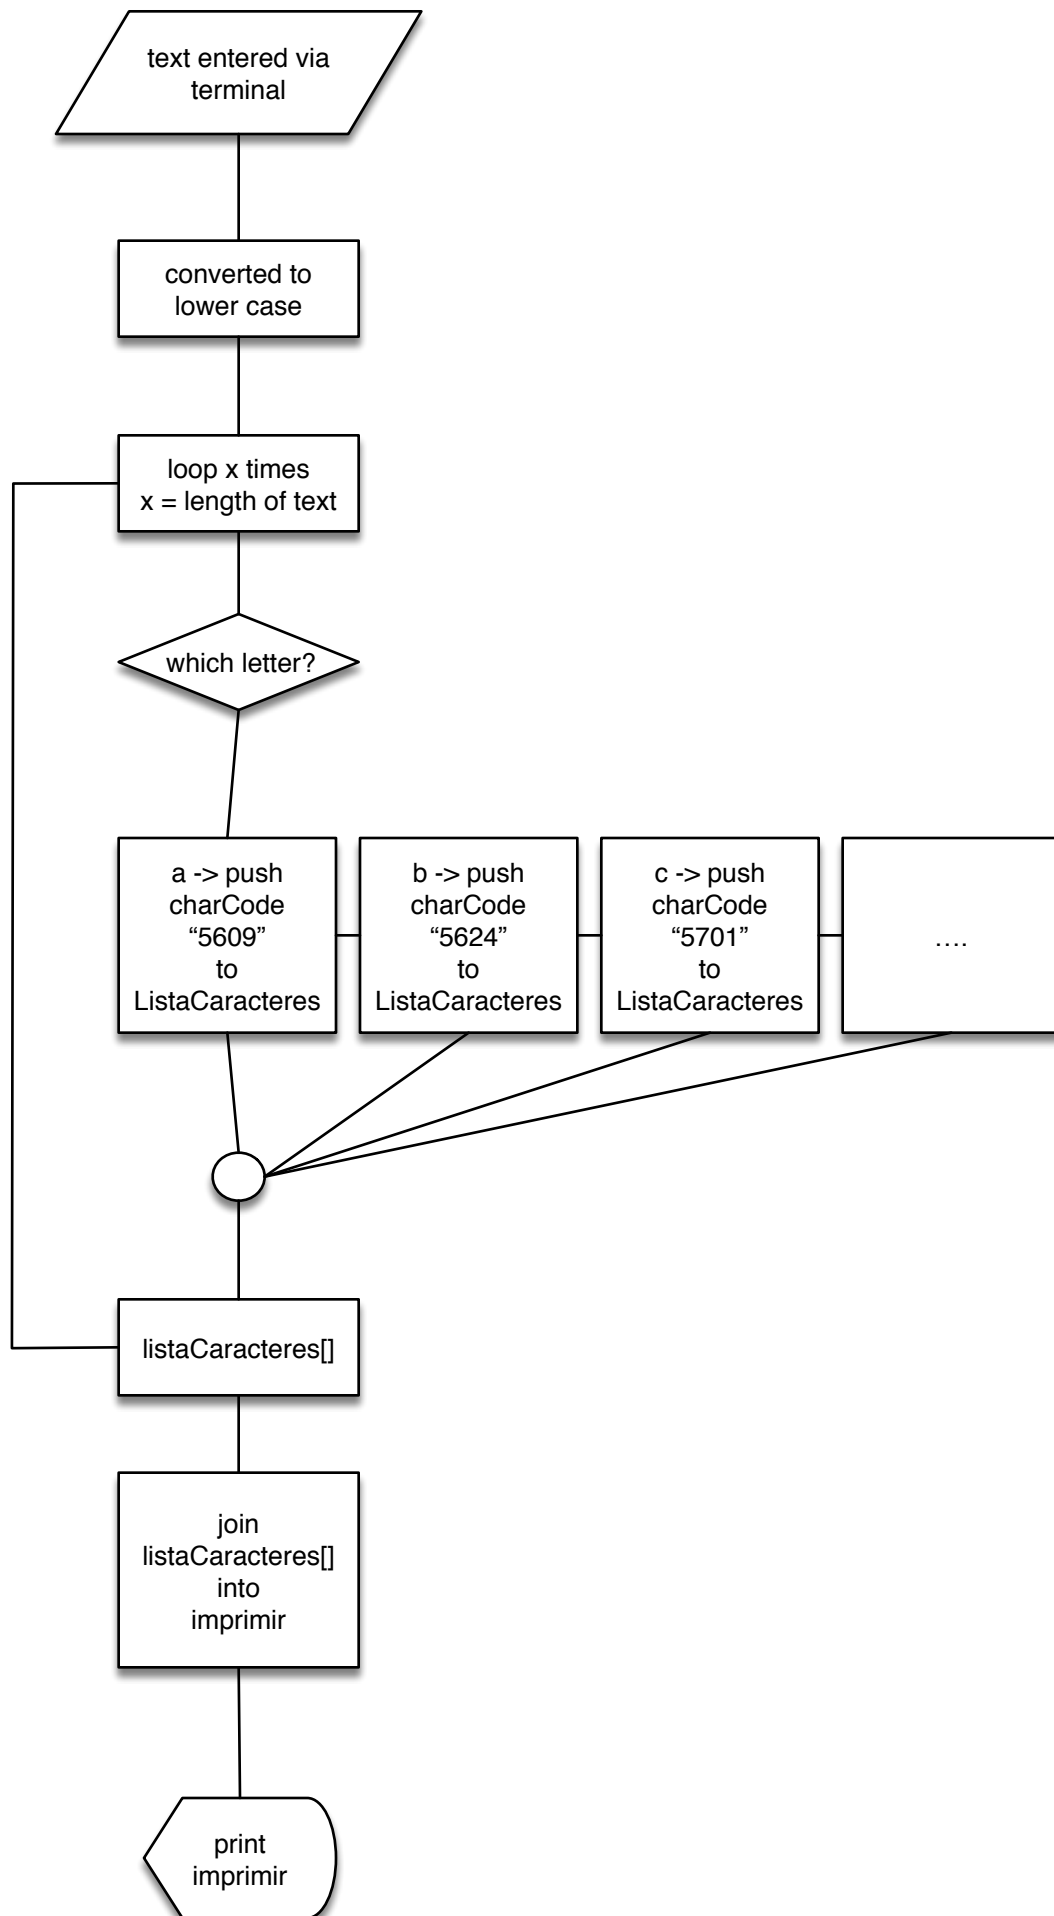 text entered via
terminal
converted to
lower case
loop x times
x = length of text
which letter?
a -> push
charCode
“5609”
to
ListaCaracteres
b -> push
charCode
“5624”
to
ListaCaracteres
c -> push
charCode
“5701”
to
ListaCaracteres
….
listaCaracteres[]
join
listaCaracteres[]
into
imprimir
print
imprimir